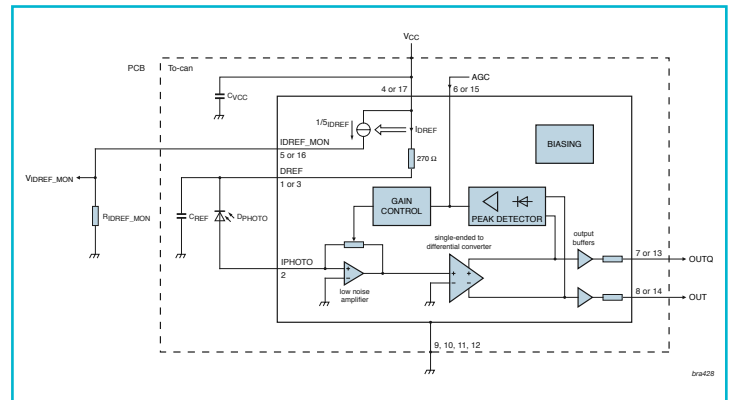 VCC
PCB
To-can
AGC
4 or 17
6 or 15
CVCC
1/5IDREF
IDREF
BIASING
IDREF_MON
5 or 16
270 Ω
VIDREF_MON
DREF
1 or 3
RIDREF_MON
CREF
DPHOTO
GAIN
CONTROL
PEAK DETECTOR
single-ended to
differential converter
output
buffers
7 or 13
OUTQ
IPHOTO
2
low noise
amplifier
8 or 14
OUT
9, 10, 11, 12
bra428